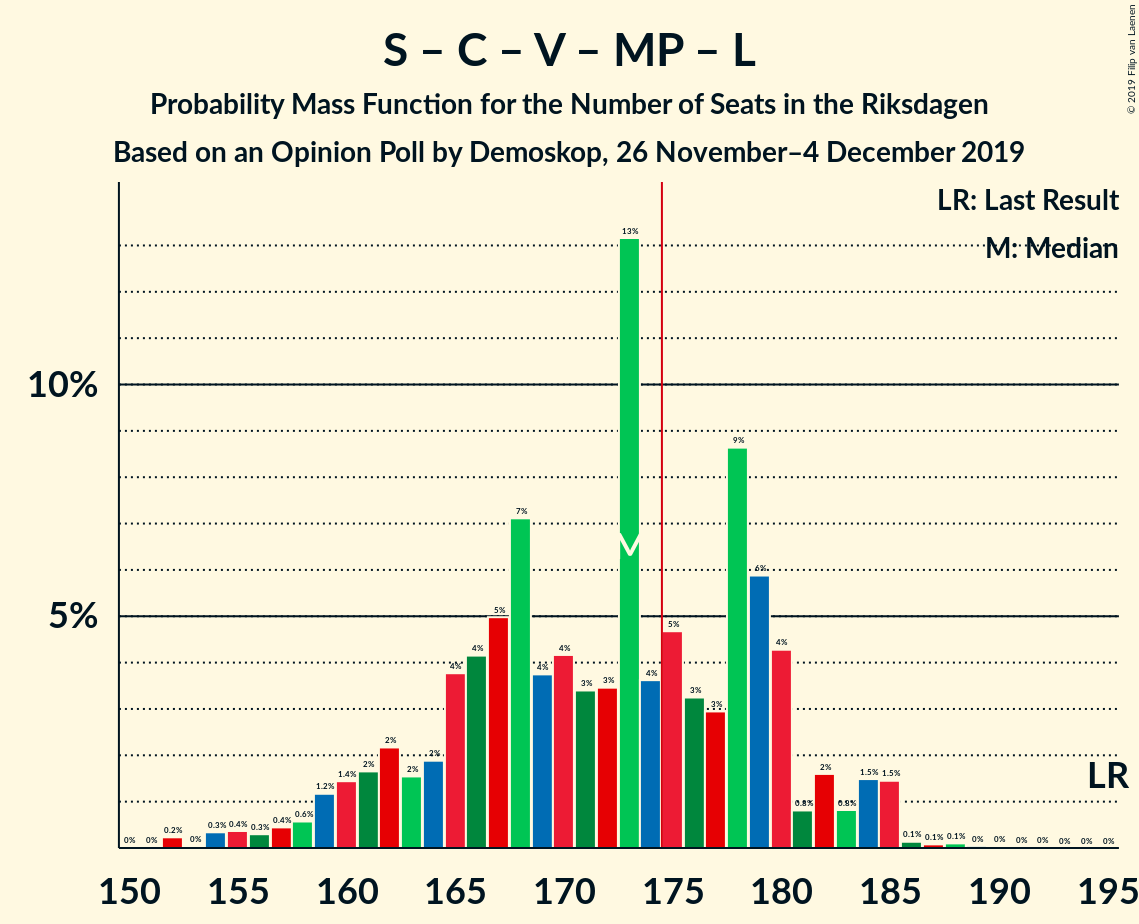 S – C – V – MP – L
Probability Mass Function for the Number of Seats in the Riksdagen
Based on an Opinion Poll by Demoskop, 26 November–4 December 2019
© 2019 Filip van Laenen
LR: Last Result
M: Median
10%
5%
0% 0% 0.2% 0% 0.3% 0.4% 0.3% 0.4% 0.6% 1.2% 1.4% 2% 2% 2% 2% 4% 4% 5% 7% 4% 4% 3% 3% 13% 4% 5% 3% 3% 9% 6% 4% 0.8% 2% 0.8% 1.5% 1.5% 0.1% 0.1% 0.1% 0% 0% 0% 0% 0% 0% 0%
LR
150 155 160 165 170 175 180 185 190 195